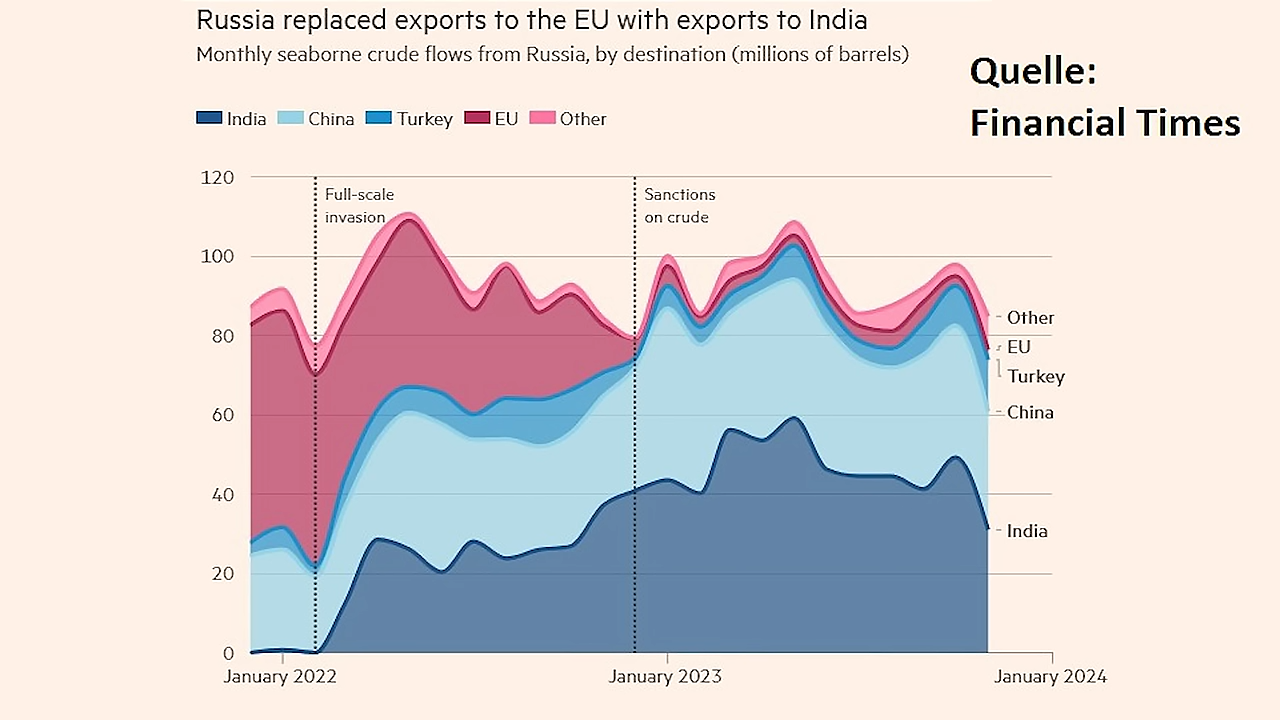 Russia replaced exports to the EU with exports to India
Monthly seaborne crude flows from Russia, by destination (millions of barrels)
Quelle:
Financial Times
India China Turkey EU Other
120
100
80
60
40
20
0
Full-scale
invasion
Sanctions
on crude
Other
EU
Turkey
China
India
January 2022 January 2023 January 2024